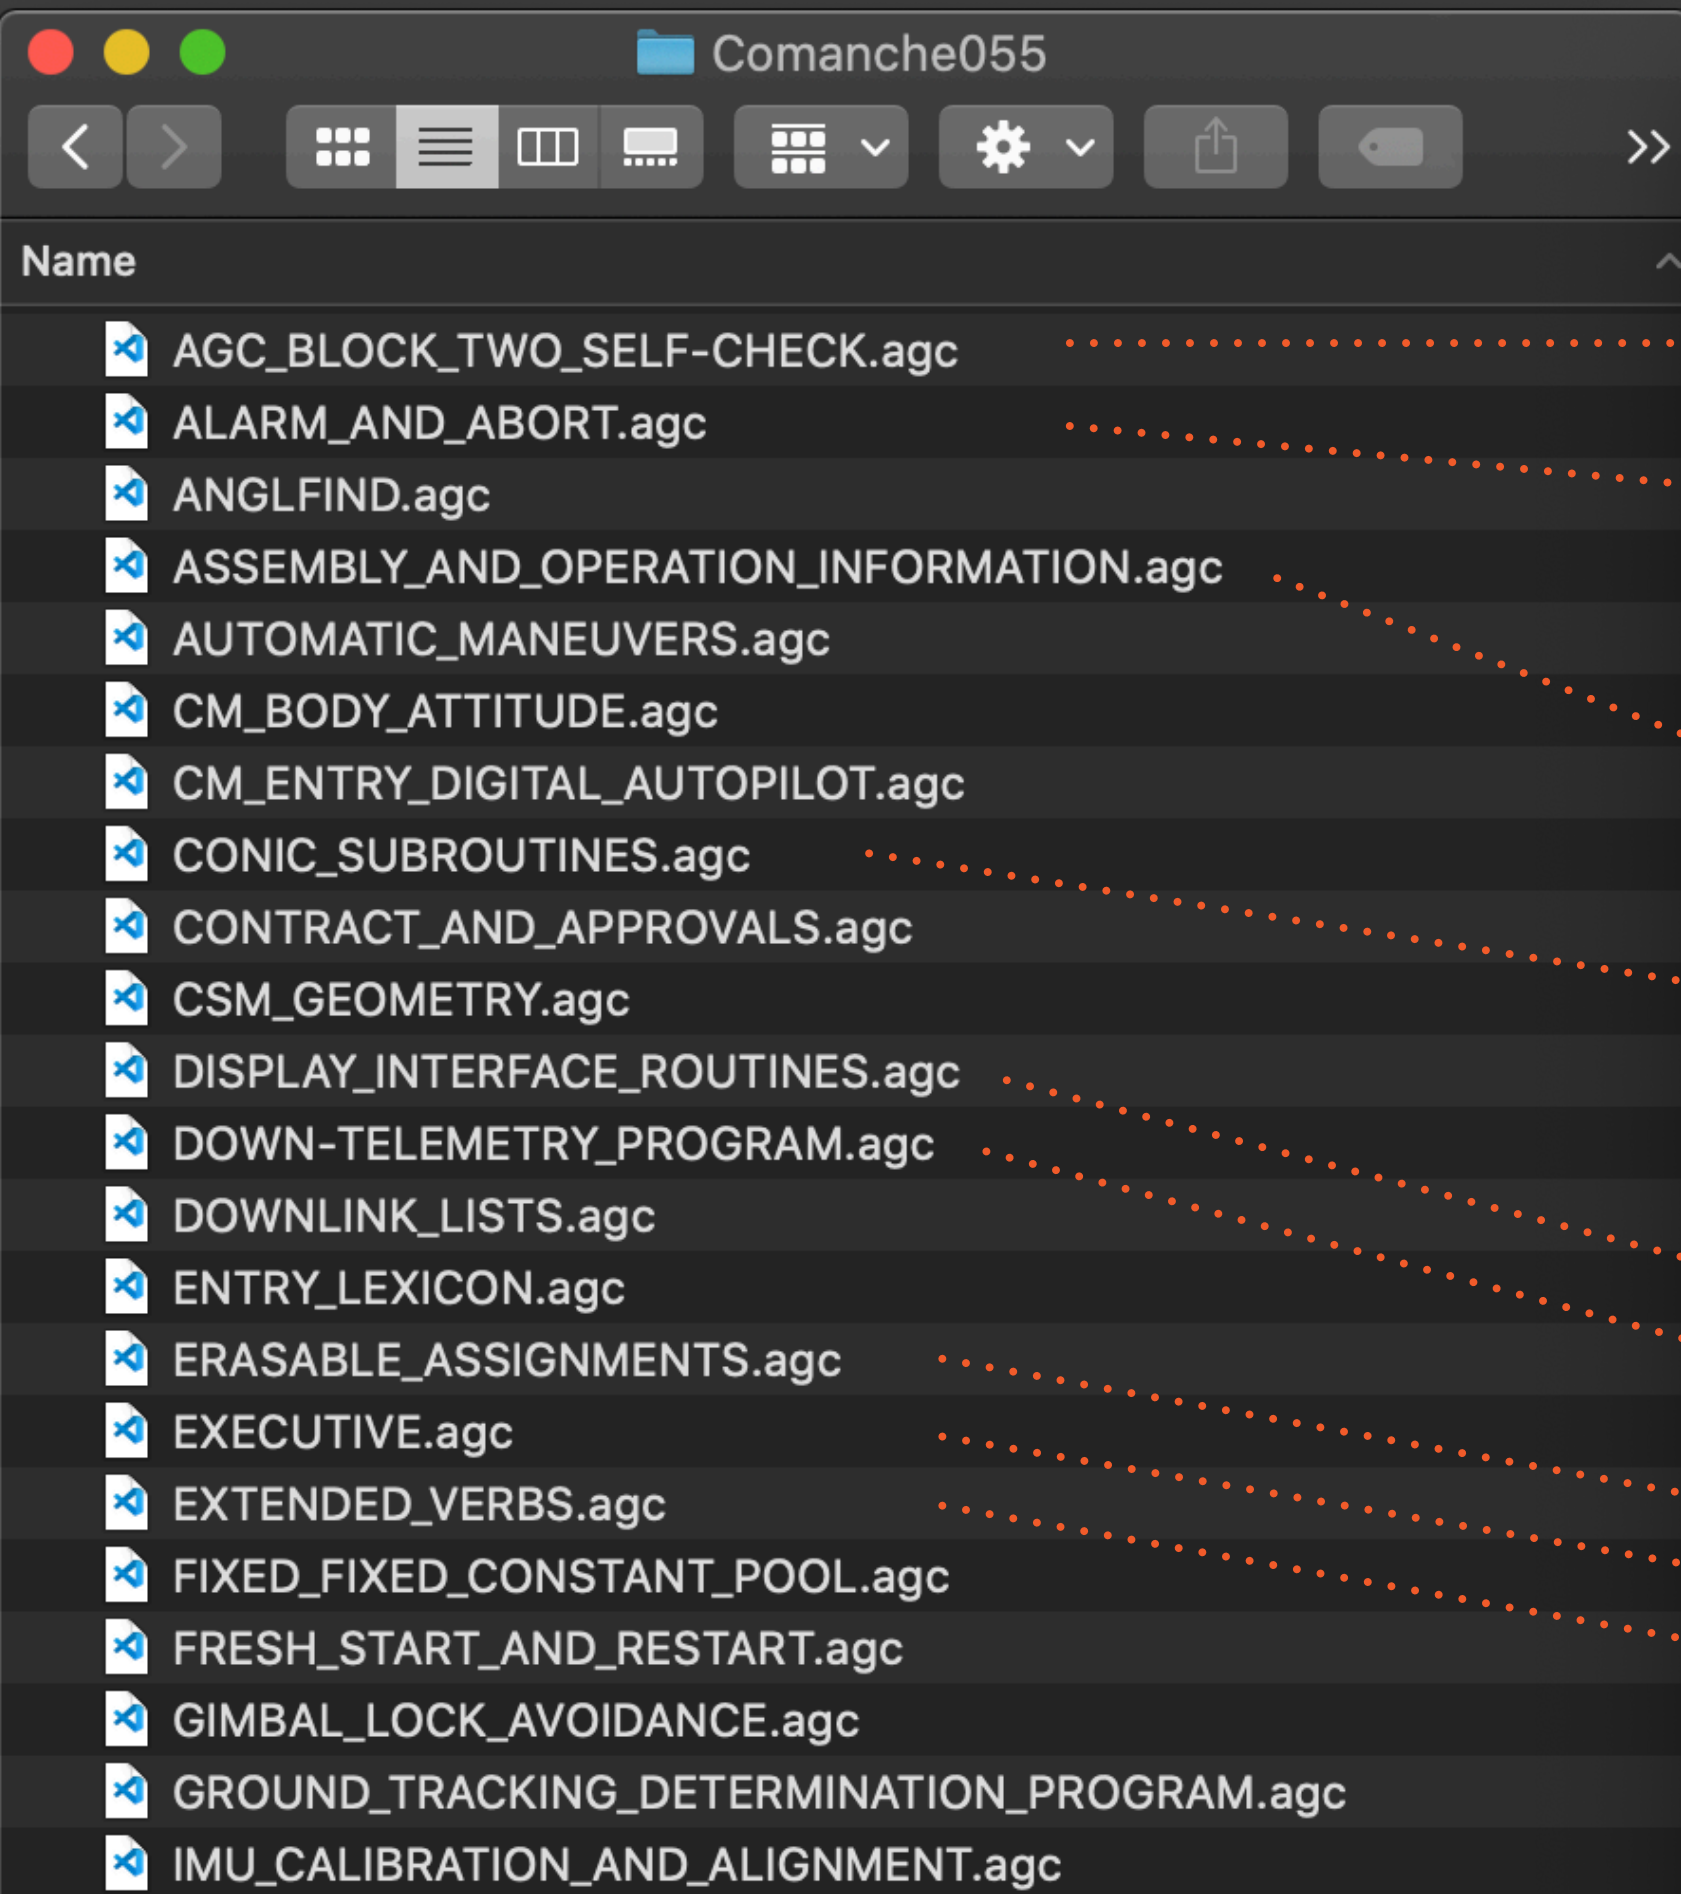 Comanche055
Name
AGC_BLOCK_TWO_SELF-CHECK.agc
ALARM_AND_ABORT.agc
ANGLFIND.agc
ASSEMBLY_AND_OPERATION_INFORMATION.agc
AUTOMATIC_MANEUVERS.agc
CM_BODY_ATTITUDE.agc
CM_ENTRY_DIGITAL_AUTOPILOT.agc
CONIC_SUBROUTINES.agc
CONTRACT_AND_APPROVALS.agc
CSM_GEOMETRY.agc
DISPLAY_INTERFACE_ROUTINES.agc
DOWN-TELEMETRY_PROGRAM.agc
DOWNLINK_LISTS.agc
ENTRY_LEXICON.agc
ERASABLE_ASSIGNMENTS.agc
EXECUTIVE.agc
EXTENDED_VERBS.agc
FIXED_FIXED_CONSTANT_POOL.agc
FRESH_START_AND_RESTART.agc
GIMBAL_LOCK_AVOIDANCE.agc
GROUND_TRACKING_DETERMINATION_PROGRAM.agc
IMU_CALIBRATION_AND_ALIGNMENT.agc